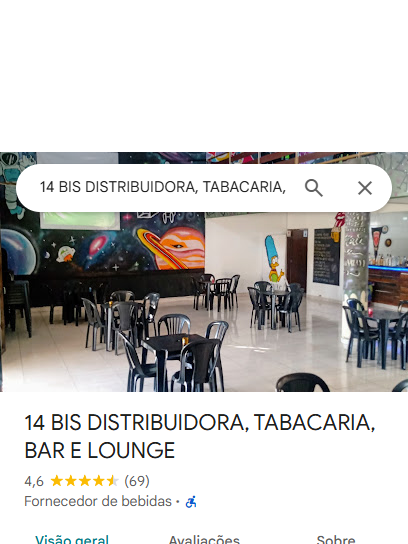 14 BIS DISTRIBUIDORA, TABACARIA,
14 BIS DISTRIBUIDORA, TABACARIA,
BAR E LOUNGE
4,6 (69)
Fornecedor de bebidas ·
Visão geral Avaliações Sobre